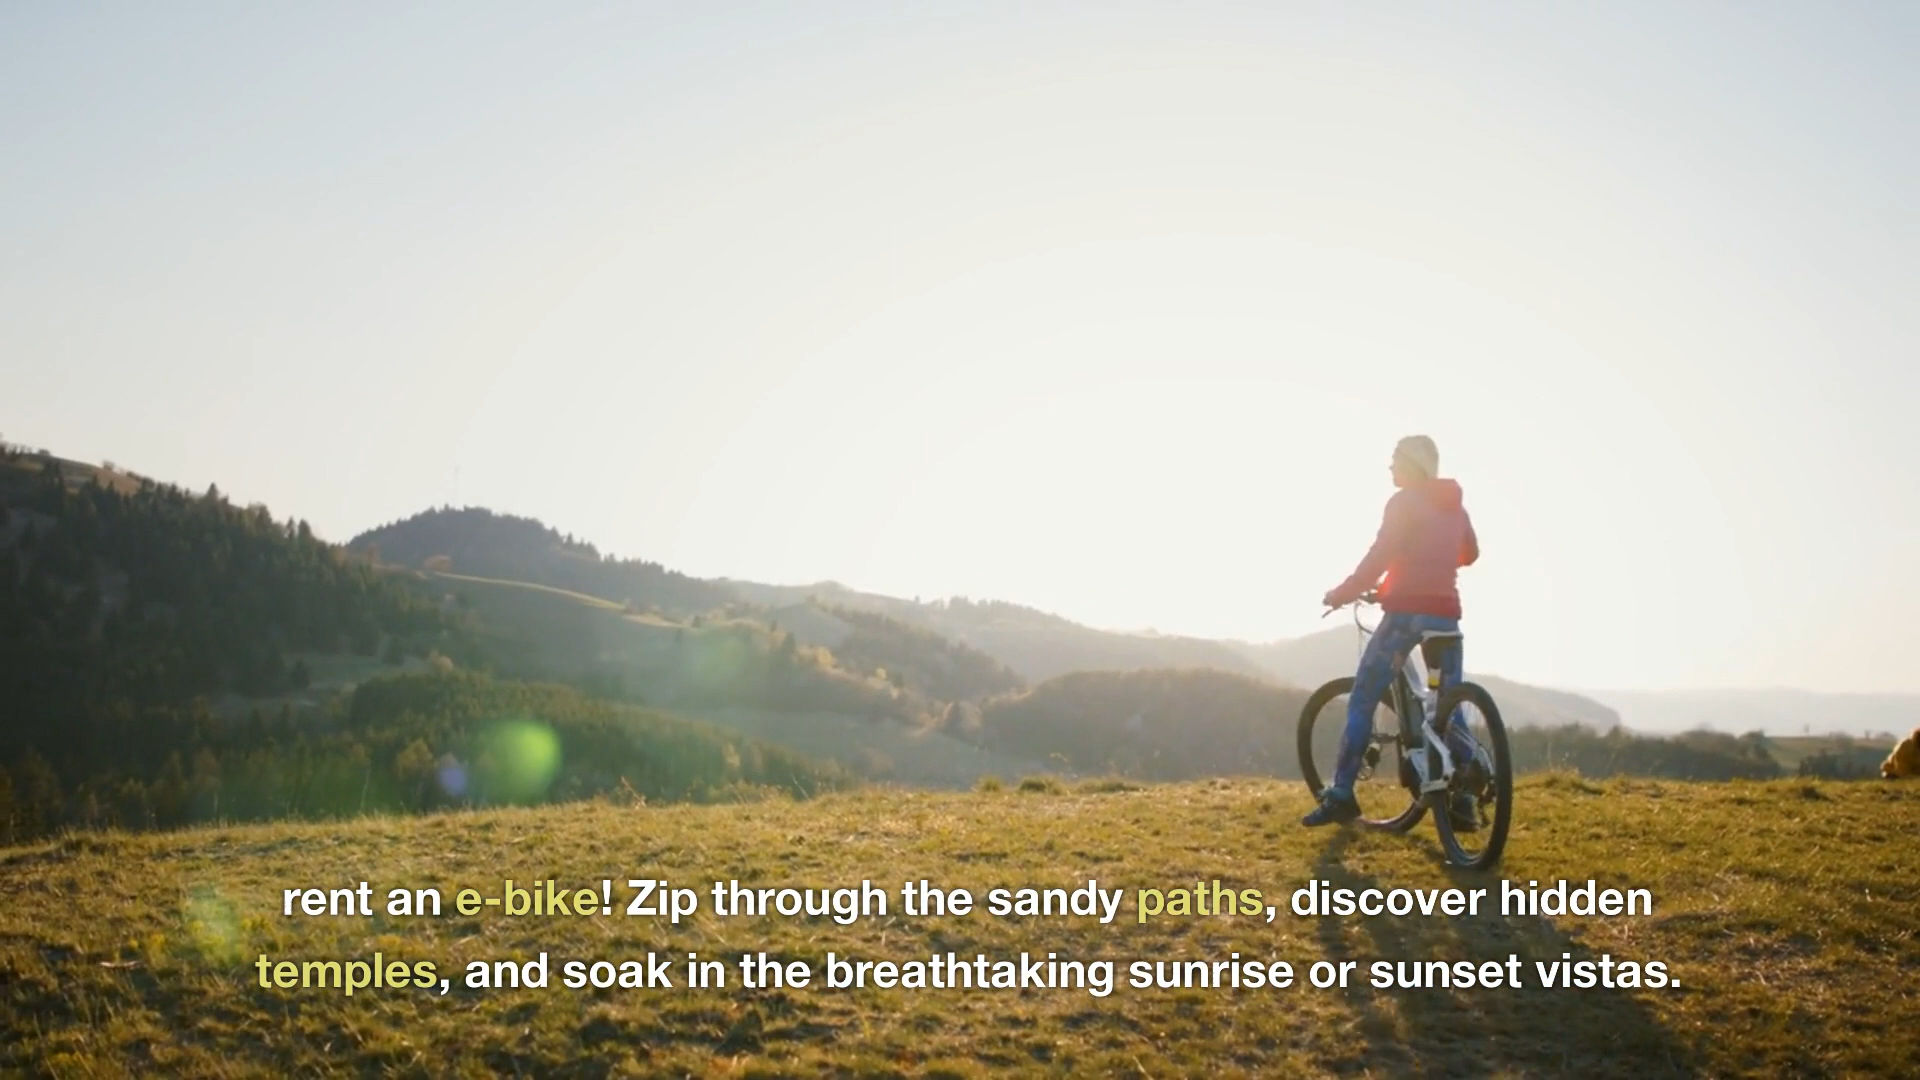 rent an e-bike! Zip through the sandy paths, discover hidden
temples, and soak in the breathtaking sunrise or sunset vistas.